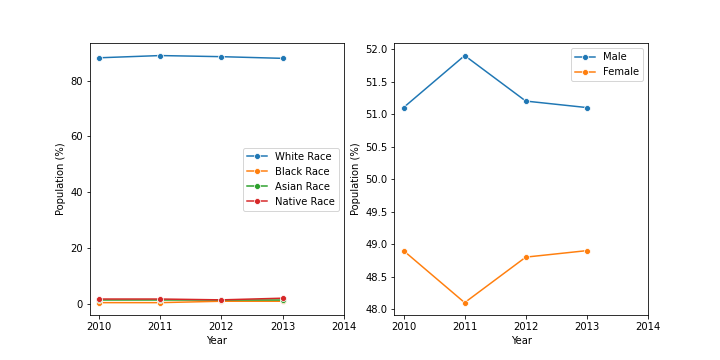 80
60
40
20
0
Population (%)
2010 2011 2012 2013 2014
Year
White Race
Black Race
Asian Race
Native Race
52.0
51.5
51.0
50.5
50.0
49.5
49.0
48.5
48.0
Population (%)
2010 2011 2012 2013 2014
Year
Male
Female